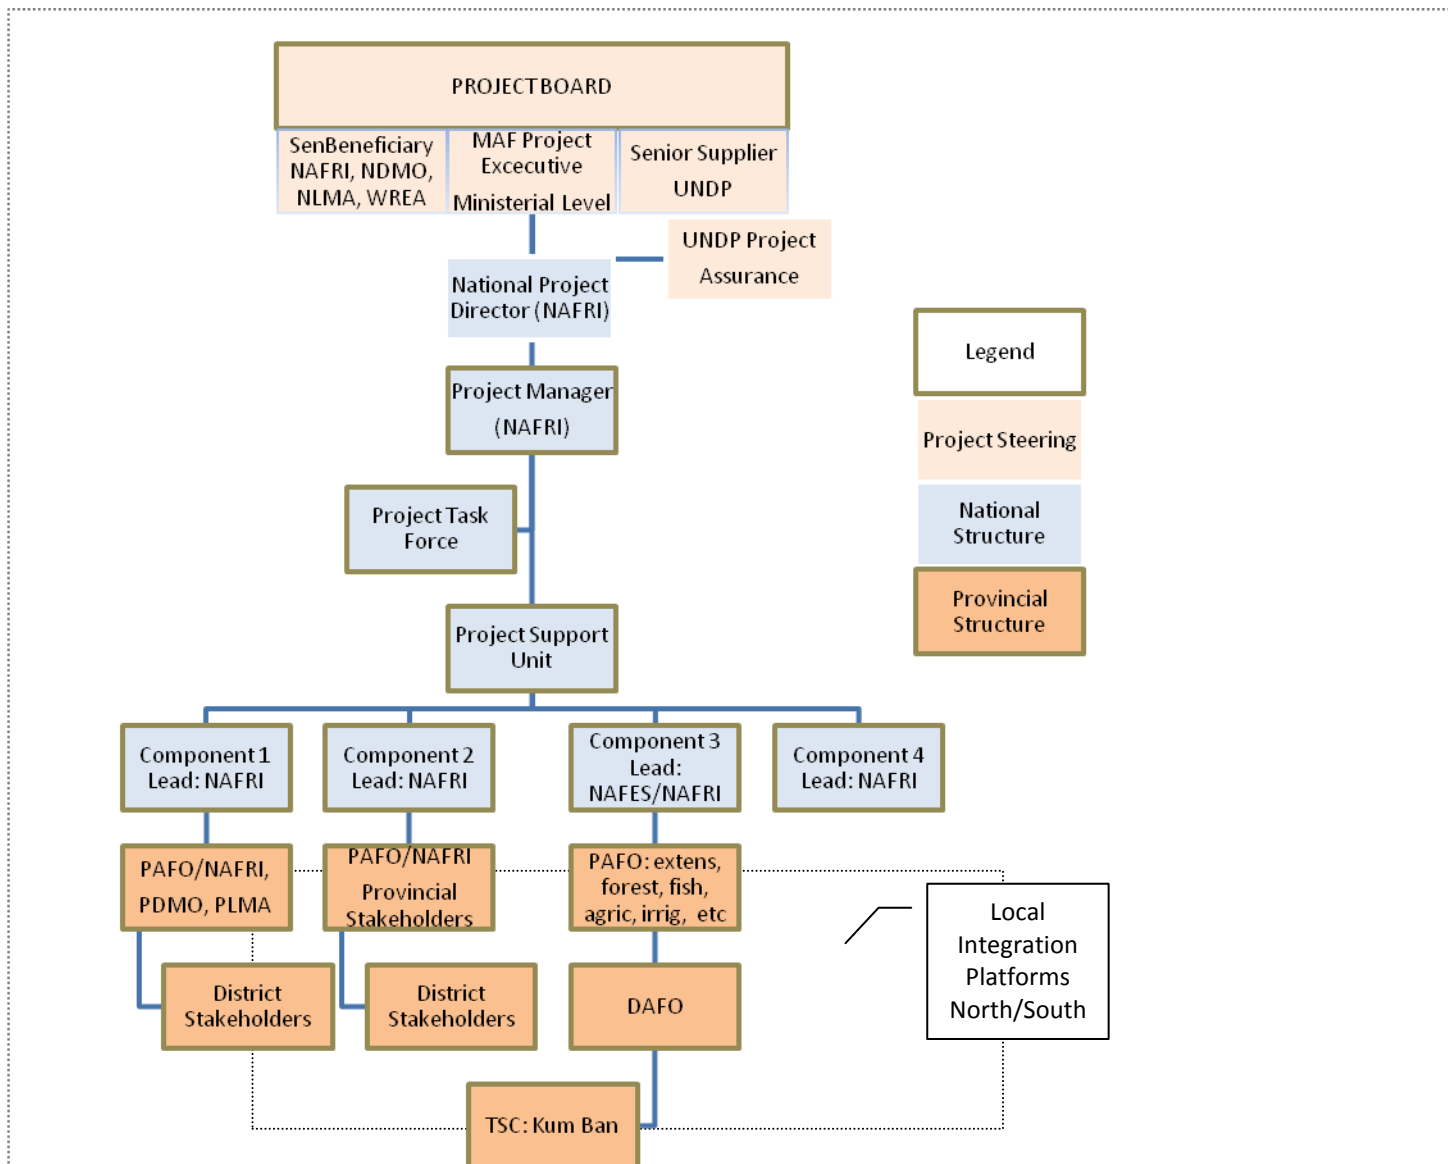 PROJECT BOARD
SenBeneficiary
NAFRI, NDMO,
NLMA, WREA
MAF Project
Excecutive
Ministerial Level
Senior Supplier
UNDP
UNDP Project
Assurance
National Project
Director (NAFRI)
Project Manager
(NAFRI)
Project Task
Force
Project Support
Unit
Legend
Project Steering
National
Structure
Provincial
Structure
Component 1
Lead: NAFRI
Component 2
Lead: NAFRI
Component 3
Lead:
NAFES/NAFRI
Component 4
Lead: NAFRI
PAFO/NAFRI,
PDMO, PLMA
PAFO/NAFRI
Provincial
Stakeholders
PAFO: extens,
forest, fish,
agric, irrig, etc
Local
Integration
Platforms
North/South
District
Stakeholders
District
Stakeholders
DAFO
TSC: Kum Ban